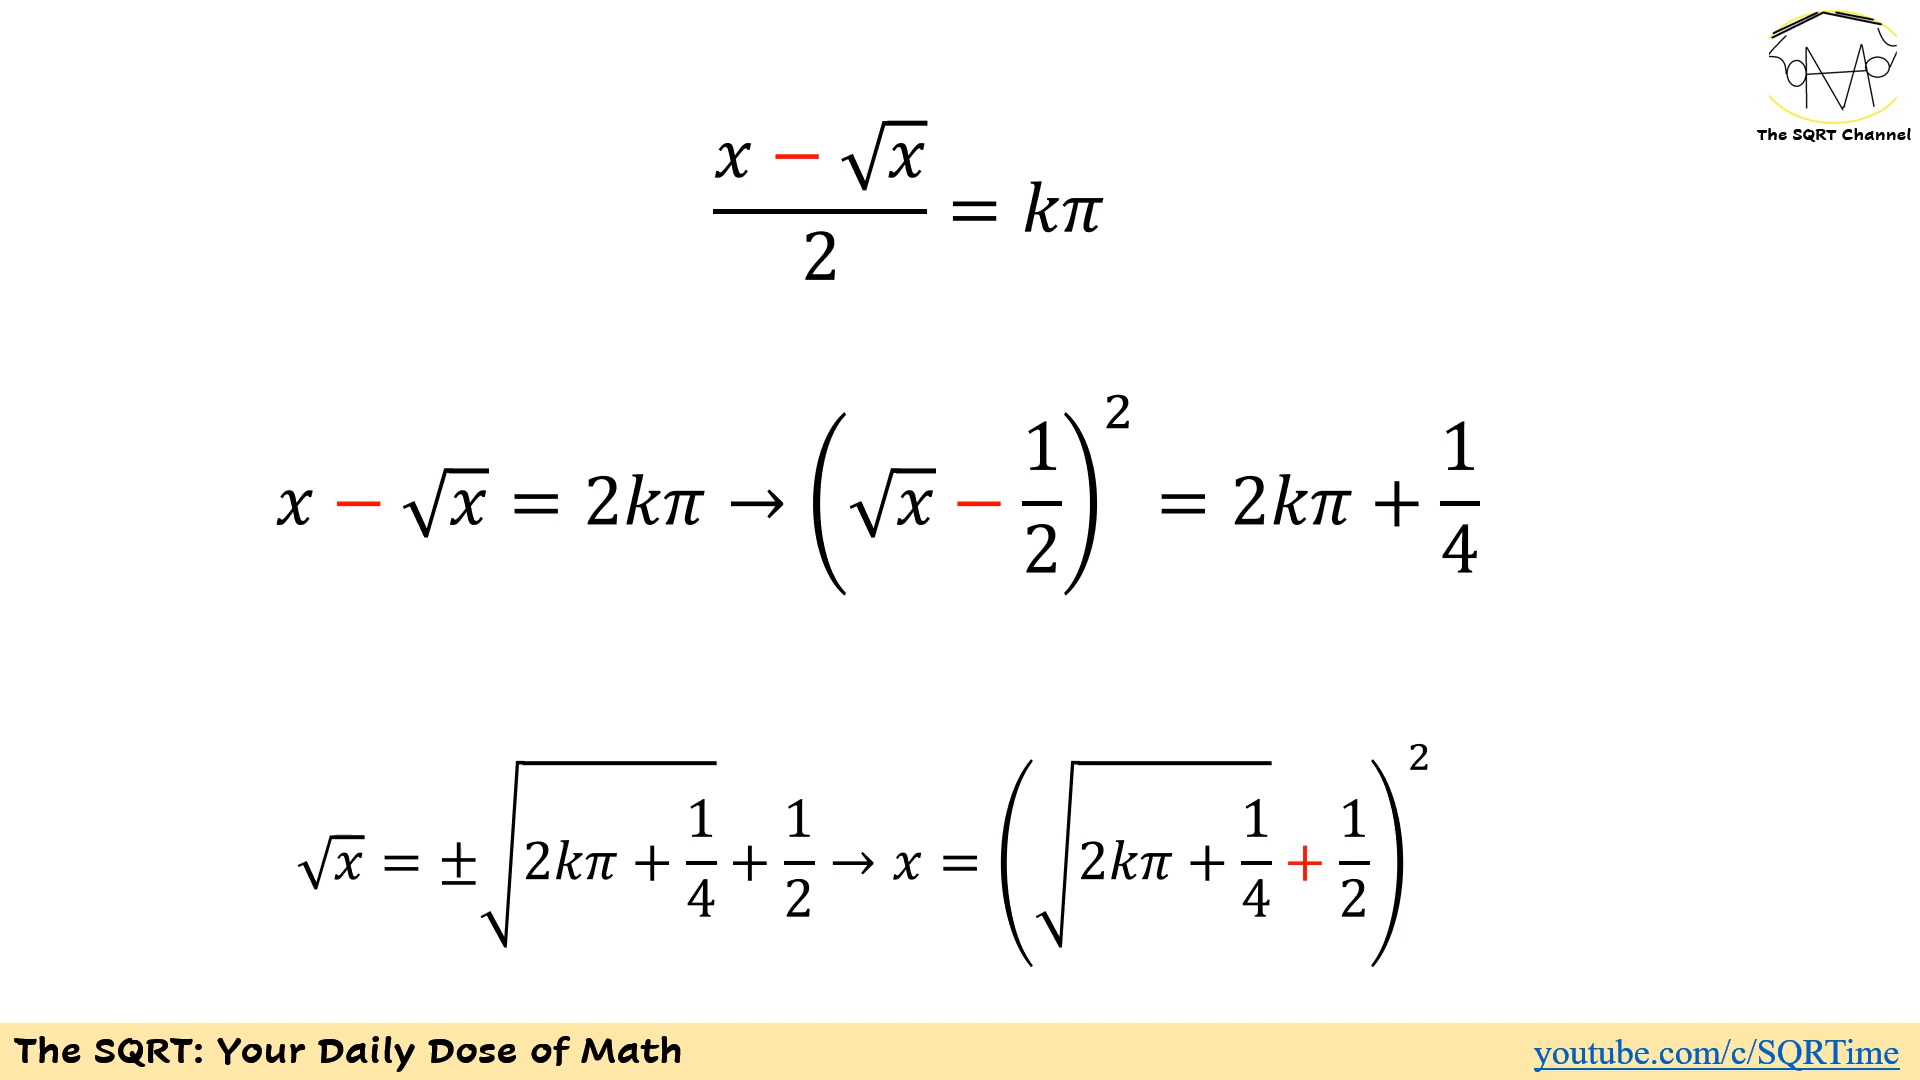 The SQRT Channel
(x − √x)/2 = kπ
x − √x = 2kπ → (√x − 1/2)² = 2kπ + 1/4
√x = ±√(2kπ + 1/4) + 1/2 → x = (√(2kπ + 1/4) + 1/2)²
The SQRT: Your Daily Dose of Math
youtube.com/c/SQRTime